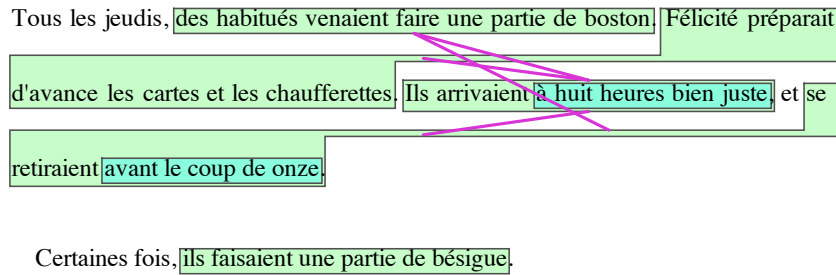 Tous les jeudis, des habitués venaient faire une partie de boston. Félicité préparait
d'avance les cartes et les chaufferettes. Ils arrivaient à huit heures bien juste, et se
retiraient avant le coup de onze.
Certaines fois, ils faisaient une partie de bésigue.